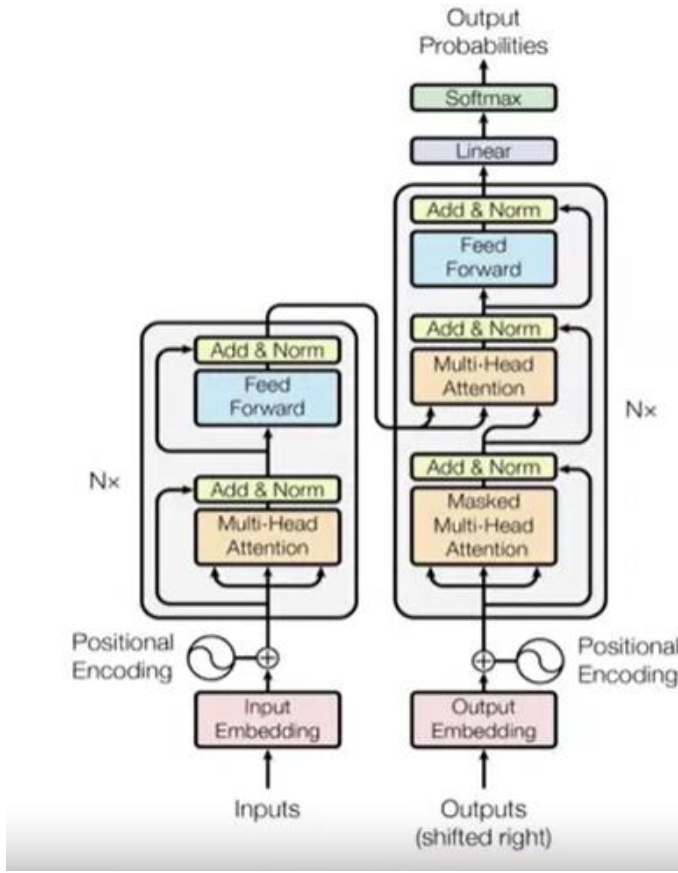 Output
Probabilities
Softmax
Linear
Add & Norm
Feed
Forward
Add & Norm
Multi-Head
Attention
Nx
Add & Norm
Masked
Multi-Head
Attention
Add & Norm
Feed
Forward
Nx
Add & Norm
Multi-Head
Attention
Positional
Encoding
Positional
Encoding
Input
Embedding
Output
Embedding
Inputs
Outputs
(shifted right)